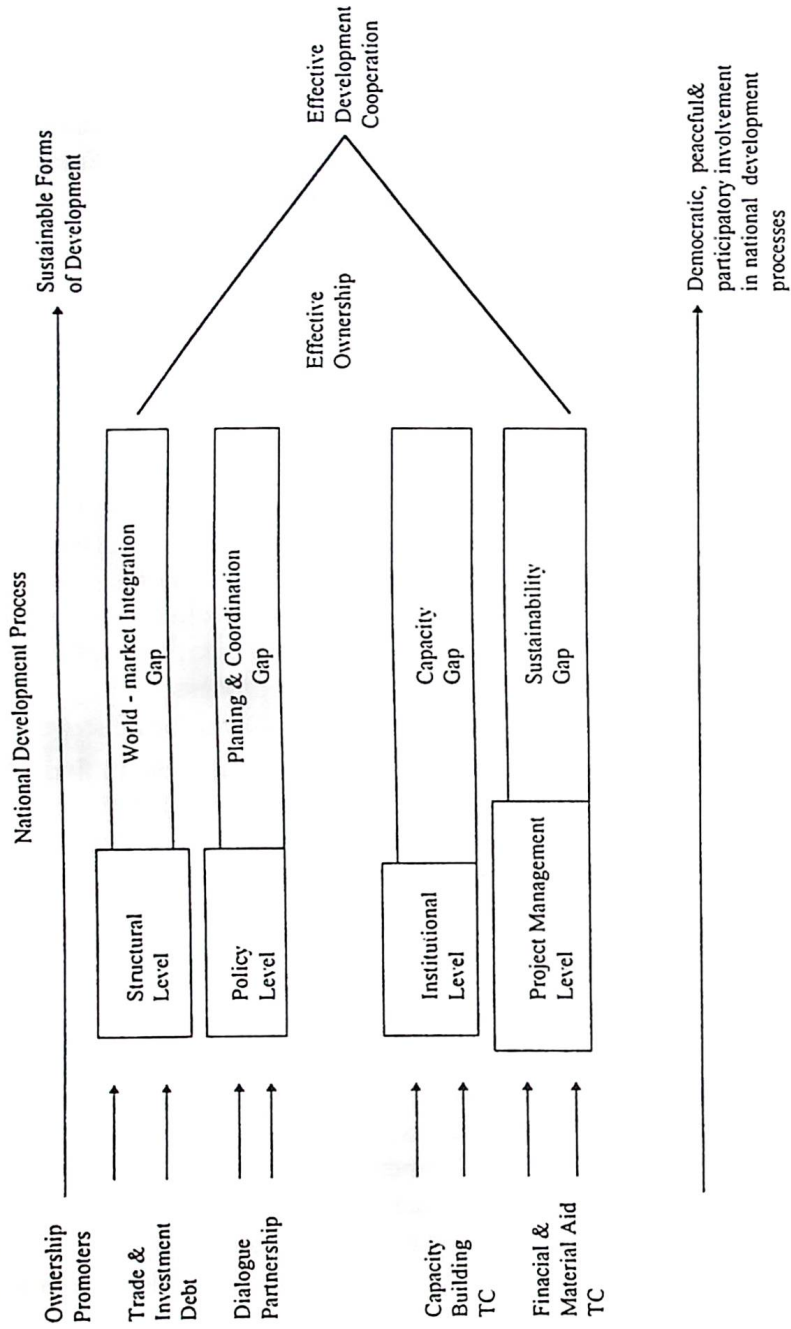 National Development Process
Ownership
Promoters
Sustainable Forms
of Development
Trade &
Investment
Debt
Structural
Level
World - market Integration
Gap
Dialogue
Partnership
Policy
Level
Planing & Coordination
Gap
Effective
Ownership
Effective
Development
Cooperation
Capacity
Building
TC
Institutional
Level
Capacity
Gap
Finacial &
Material Aid
TC
Project Management
Level
Sustainability
Gap
Democratic, peaceful&
participatory involvement
in national development
processes